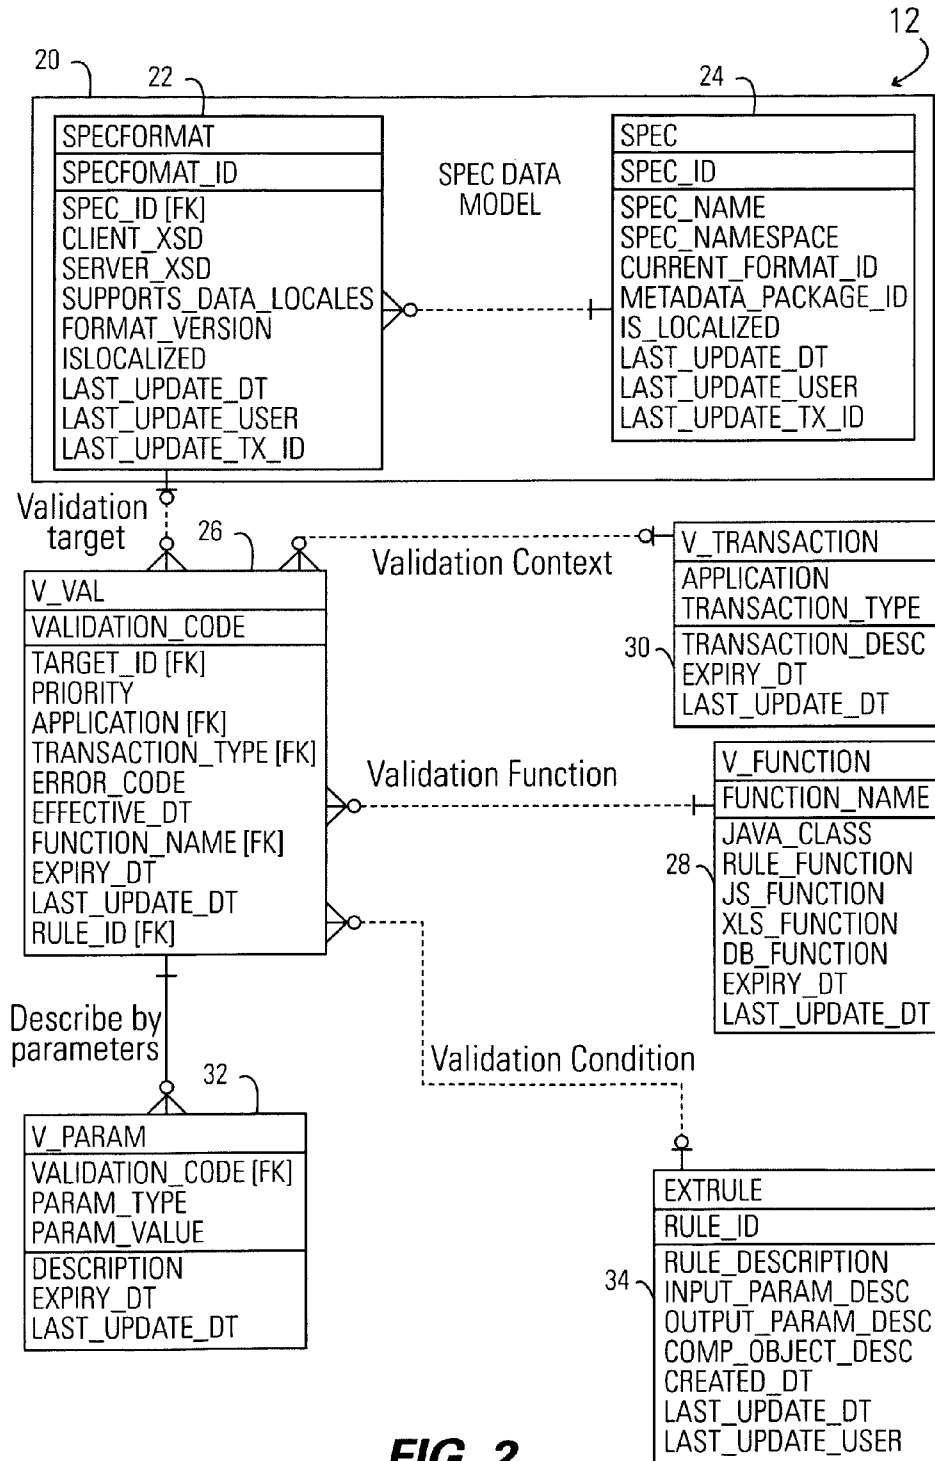 12
20
22
24
SPECFORMAT
SPECFOMAT_ID
SPEC_ID [FK]
CLIENT_XSD
SERVER_XSD
SUPPORTS_DATA_LOCALES
FORMAT_VERSION
ISLOCALIZED
LAST_UPDATE_DT
LAST_UPDATE_USER
LAST_UPDATE_TX_ID
SPEC DATA
MODEL
SPEC
SPEC_ID
SPEC_NAME
SPEC_NAMESPACE
CURRENT_FORMAT_ID
METADATA_PACKAGE_ID
IS_LOCALIZED
LAST_UPDATE_DT
LAST_UPDATE_USER
LAST_UPDATE_TX_ID
Validation
target
26
Validation Context
V_VAL
VALIDATION_CODE
TARGET_ID [FK]
PRIORITY
APPLICATION [FK]
TRANSACTION_TYPE [FK]
ERROR_CODE
EFFECTIVE_DT
FUNCTION_NAME [FK]
EXPIRY_DT
LAST_UPDATE_DT
RULE_ID [FK]
V_TRANSACTION
APPLICATION
TRANSACTION_TYPE
TRANSACTION_DESC
EXPIRY_DT
LAST_UPDATE_DT
30
Validation Function
V_FUNCTION
FUNCTION_NAME
JAVA_CLASS
RULE_FUNCTION
JS_FUNCTION
XLS_FUNCTION
DB_FUNCTION
EXPIRY_DT
LAST_UPDATE_DT
28
Describe by
parameters
Validation Condition
32
V_PARAM
VALIDATION_CODE [FK]
PARAM_TYPE
PARAM_VALUE
DESCRIPTION
EXPIRY_DT
LAST_UPDATE_DT
34
EXTRULE
RULE_ID
RULE_DESCRIPTION
INPUT_PARAM_DESC
OUTPUT_PARAM_DESC
COMP_OBJECT_DESC
CREATED_DT
LAST_UPDATE_DT
LAST_UPDATE_USER
FIG. 2